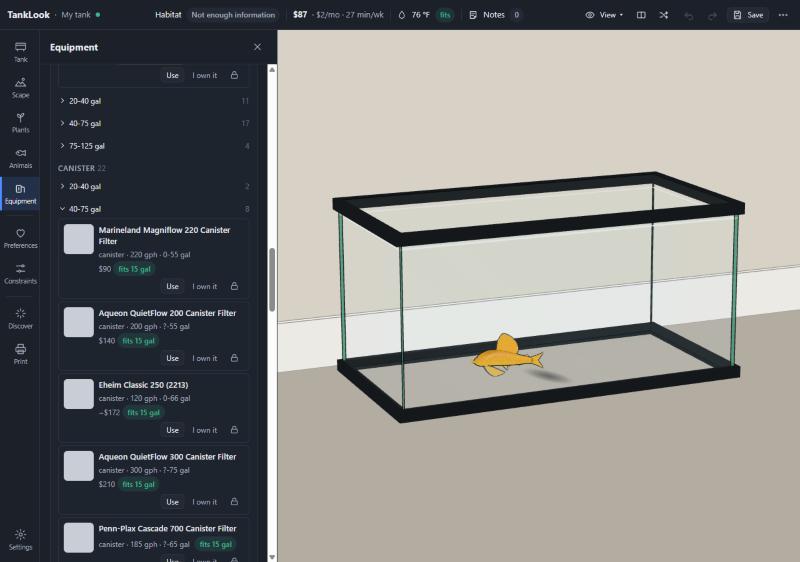 TankLook · My tank
Habitat Not enough information $87 · $2/mo · 27 min/wk 76 °F fits Notes 0 View Save
Equipment
Tank
Scape
Plants
Animals
Equipment
Preferences
Constraints
Discover
Print
Settings
Use I own it
20-40 gal 11
40-75 gal 17
75-125 gal 4
CANISTER 22
20-40 gal 2
40-75 gal 8
Marineland Magniflow 220 Canister
Filter
canister · 220 gph · 0-55 gal
$90 fits 15 gal
Use I own it
Aqueon QuietFlow 200 Canister Filter
canister · 200 gph · ?-55 gal
$140 fits 15 gal
Use I own it
Eheim Classic 250 (2213)
canister · 120 gph · 0-66 gal
~$172 fits 15 gal
Use I own it
Aqueon QuietFlow 300 Canister Filter
canister · 300 gph · ?-75 gal
$210 fits 15 gal
Use I own it
Penn-Plax Cascade 700 Canister Filter
canister · 185 gph · ?-65 gal fits 15 gal
Use I own it